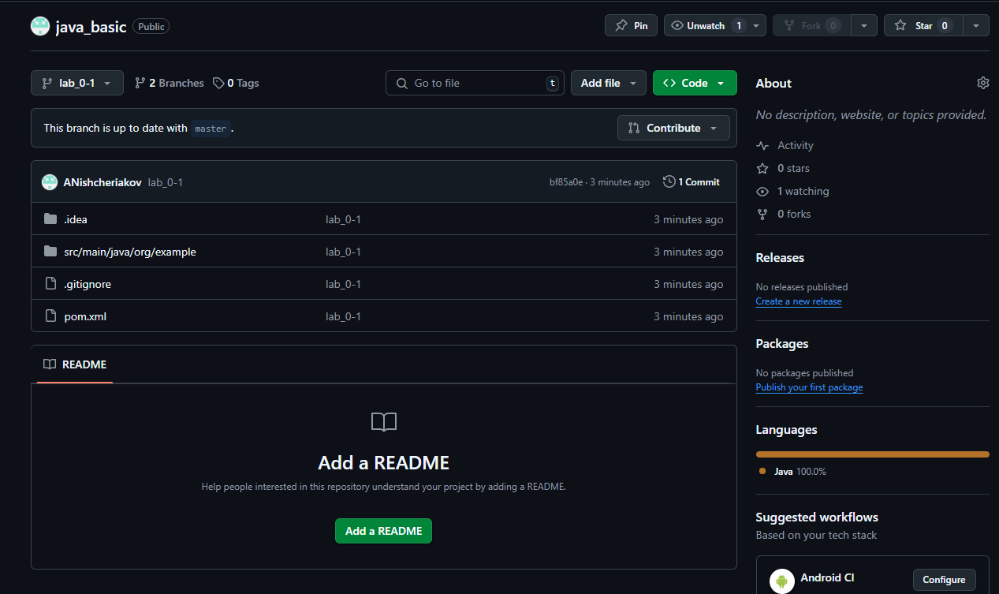 java_basic Public Pin Unwatch 1 Fork 0 Star 0
lab_0-1 2 Branches 0 Tags Go to file t Add file Code
This branch is up to date with master . Contribute
ANishcheriakov lab_0-1 bf85a0e · 3 minutes ago 1 Commit
.idea lab_0-1 3 minutes ago
src/main/java/org/example lab_0-1 3 minutes ago
.gitignore lab_0-1 3 minutes ago
pom.xml lab_0-1 3 minutes ago
README
Add a README
Help people interested in this repository understand your project by adding a README.
Add a README
About
No description, website, or topics provided.
Activity
0 stars
1 watching
0 forks
Releases
No releases published
Create a new release
Packages
No packages published
Publish your first package
Languages
Java 100.0%
Suggested workflows
Based on your tech stack
Android CI Configure